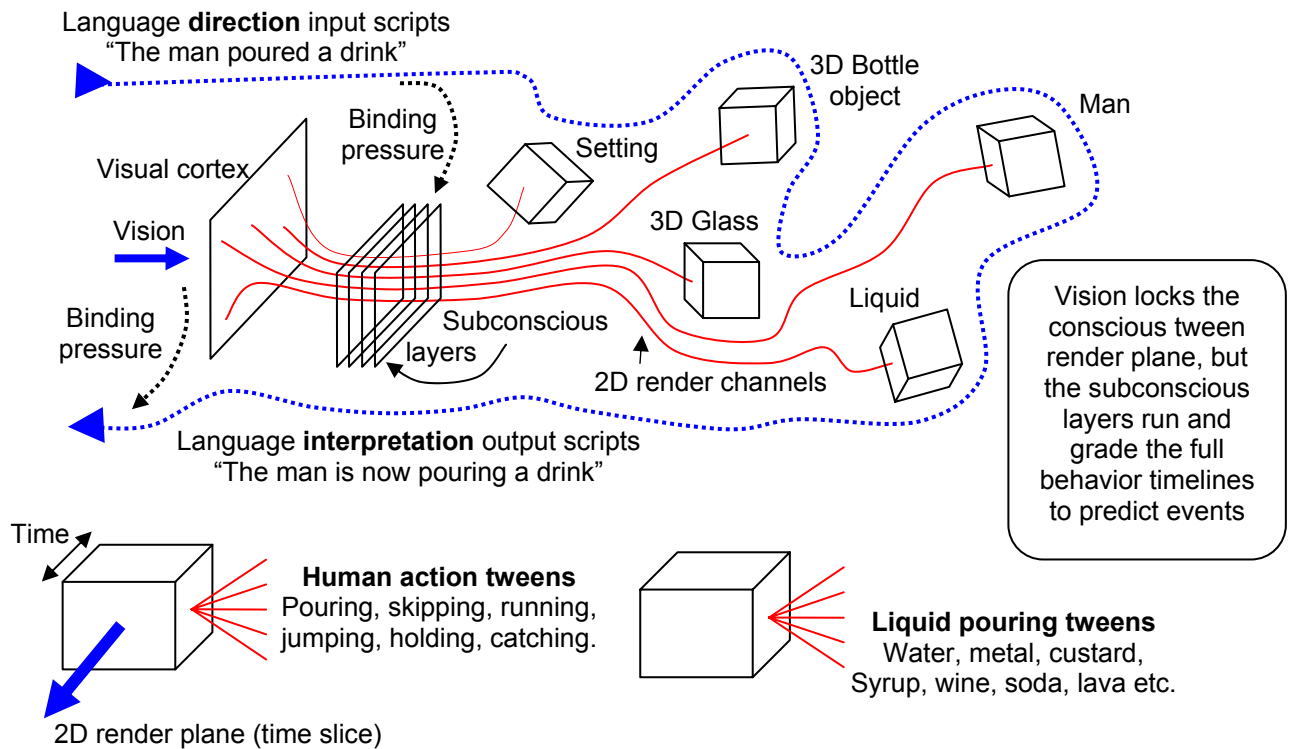 Language direction input scripts
“The man poured a drink”
3D Bottle
object
Man
Binding
pressure
Setting
Visual cortex
Vision
3D Glass
Liquid
Binding
pressure
Subconscious
layers
2D render channels
Language interpretation output scripts
“The man is now pouring a drink”
Vision locks the
conscious tween
render plane, but
the subconscious
layers run and
grade the full
behavior timelines
to predict events
Time
Human action tweens
Pouring, skipping, running,
jumping, holding, catching.
2D render plane (time slice)
Liquid pouring tweens
Water, metal, custard,
Syrup, wine, soda, lava etc.